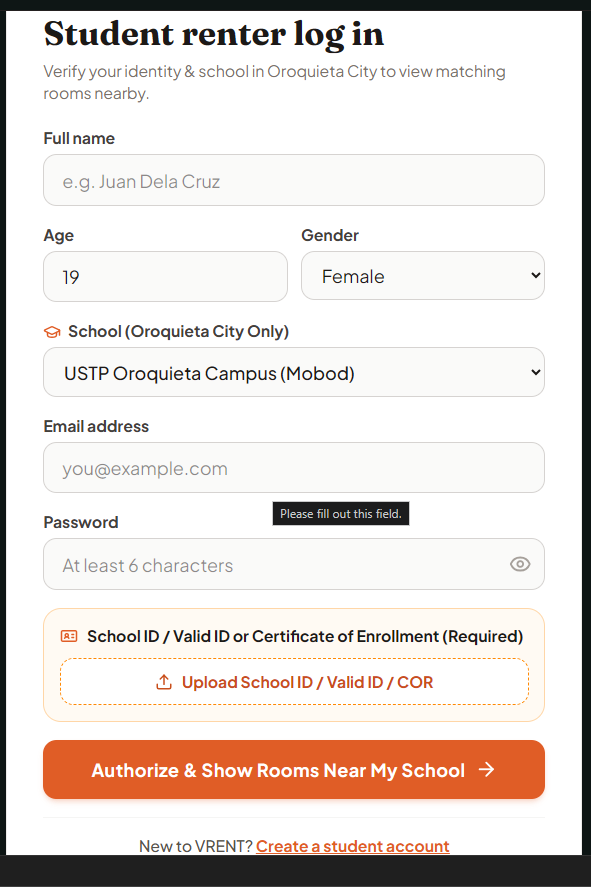 Student renter log in
Verify your identity & school in Oroquieta City to view matching
rooms nearby.
Full name
e.g. Juan Dela Cruz
Age
Gender
19
Female
School (Oroquieta City Only)
USTP Oroquieta Campus (Mobod)
Email address
you@example.com
Please fill out this field.
Password
At least 6 characters
School ID / Valid ID or Certificate of Enrollment (Required)
Upload School ID / Valid ID / COR
Authorize & Show Rooms Near My School
New to VRENT? Create a student account